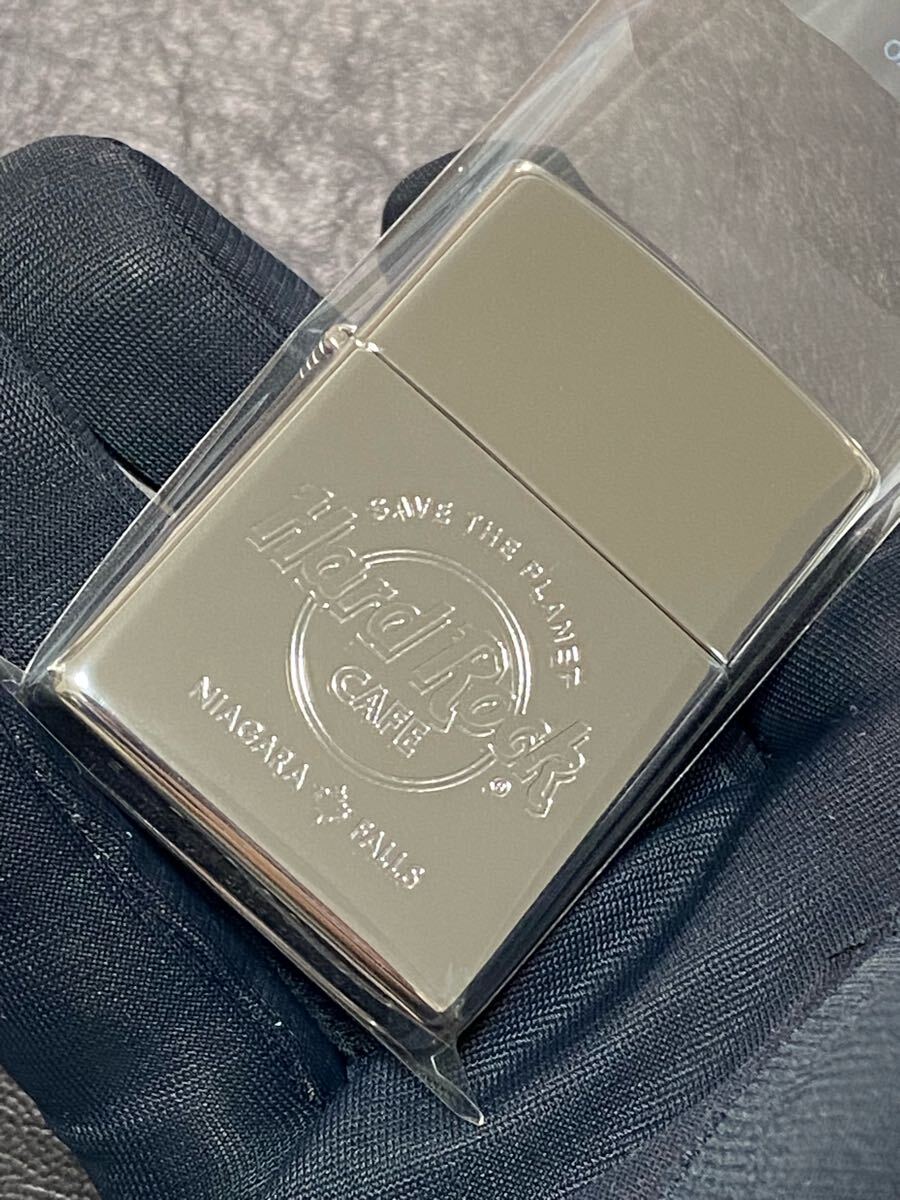 SAVE THE PLANET
Hard Rock
CAFE
®
NIAGARA FALLS